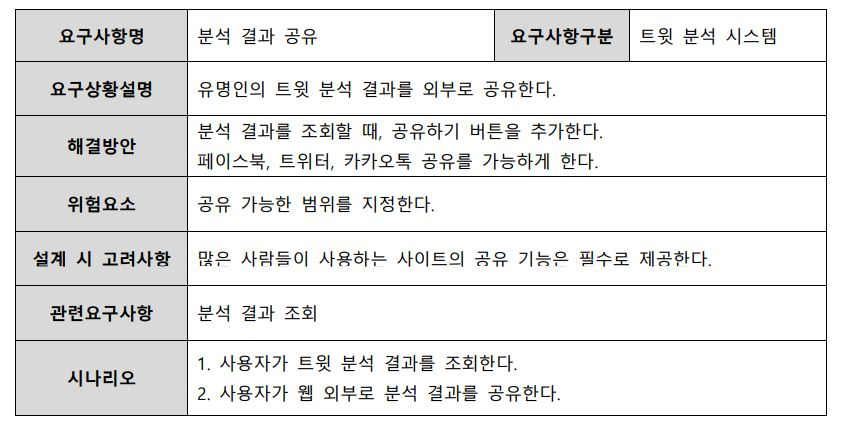 요구사항명 분석 결과 공유 요구사항구분 트윗 분석 시스템
요구상황설명 유명인의 트윗 분석 결과를 외부로 공유한다.
해결방안 분석 결과를 조회할 때, 공유하기 버튼을 추가한다.
페이스북, 트위터, 카카오톡 공유를 가능하게 한다.
위험요소 공유 가능한 범위를 지정한다.
설계 시 고려사항 많은 사람들이 사용하는 사이트의 공유 기능은 필수로 제공한다.
관련요구사항 분석 결과 조회
시나리오 1. 사용자가 트윗 분석 결과를 조회한다.
2. 사용자가 웹 외부로 분석 결과를 공유한다.